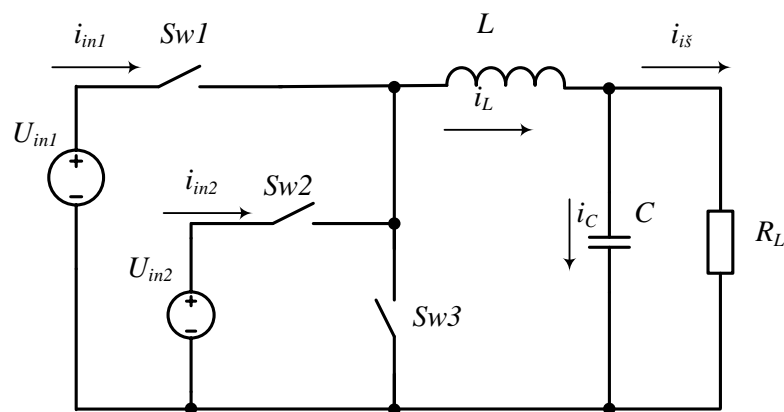 i_in1
Sw1
L
i_iš
i_L
U_in1
+
−
i_in2
Sw2
i_C
C
R_L
U_in2
+
−
Sw3